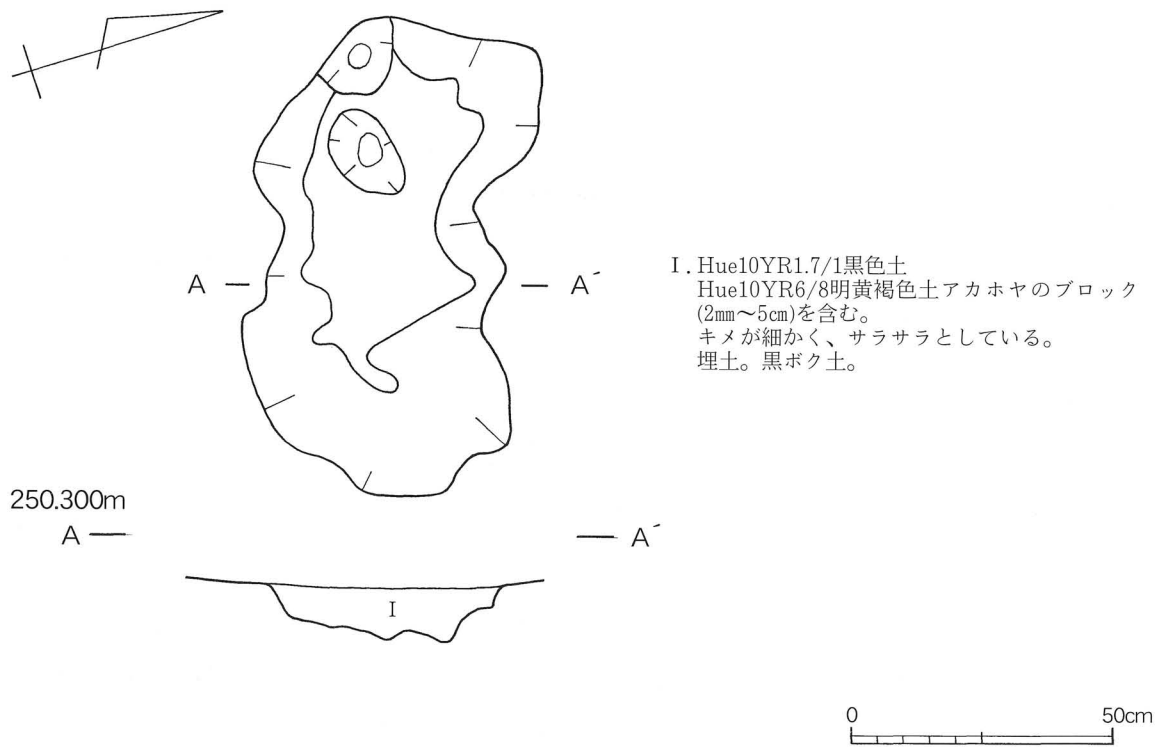 A
A´
Ⅰ. Hue10YR1.7/1黒色土
Hue10YR6/8明黄褐色土アカホヤのブロック
(2㎜～5㎝)を含む。
キメが細かく、サラサラとしている。
埋土。黒ボク土。
250.300m
A
A´
Ⅰ
0
50cm